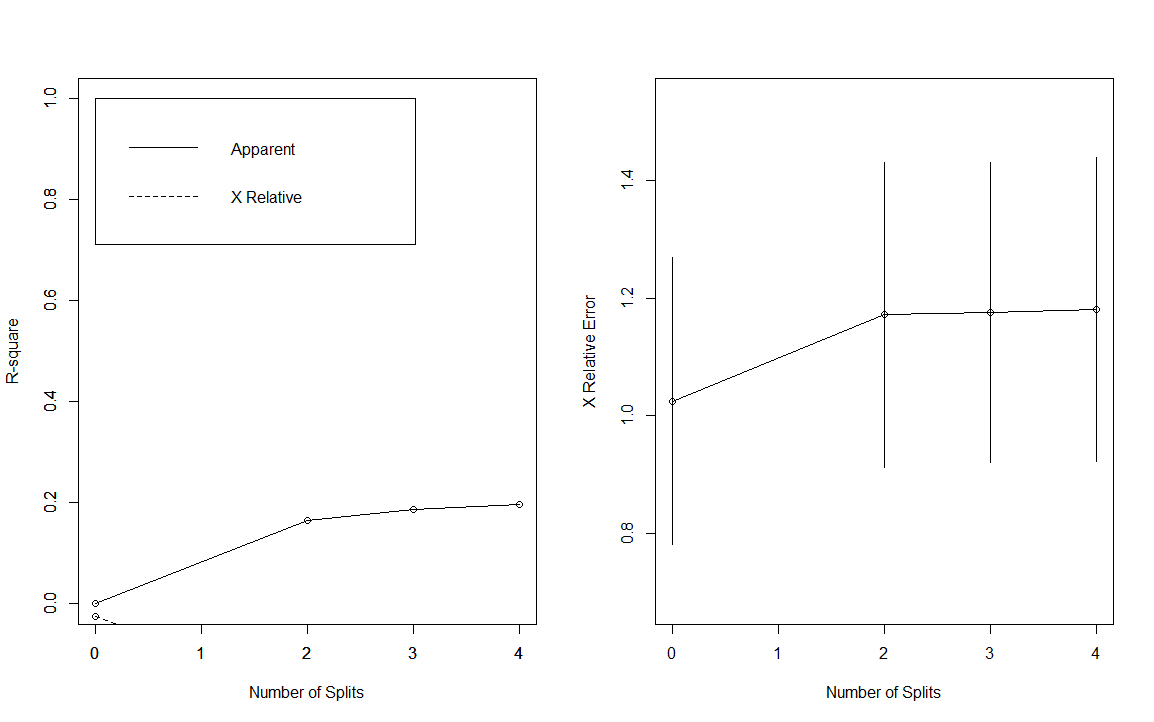 1.0
0.8
0.6
0.4
0.2
0.0
R-square
Apparent
X Relative
0 1 2 3 4
Number of Splits
1.4
1.2
1.0
0.8
X Relative Error
0 1 2 3 4
Number of Splits